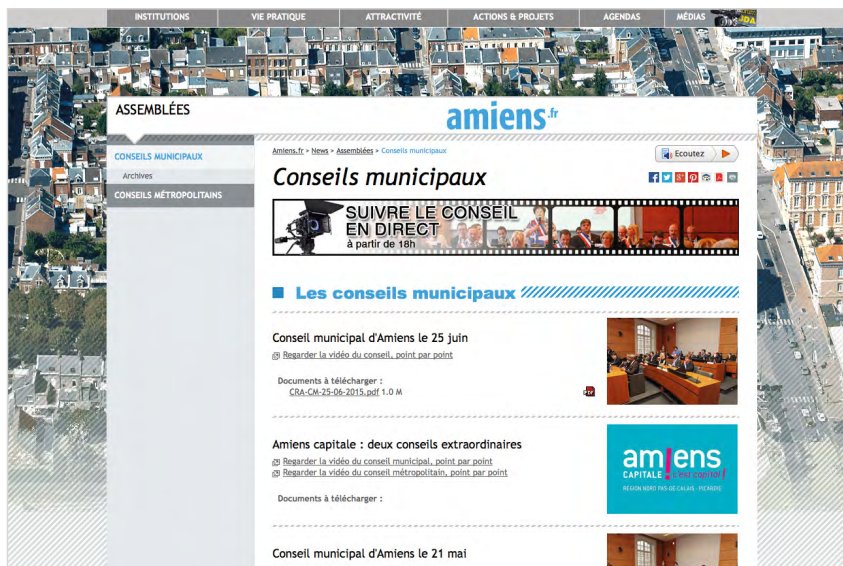 INSTITUTIONS VIE PRATIQUE ATTRACTIVITÉ ACTIONS & PROJETS AGENDAS MÉDIAS JDA
ASSEMBLÉES
amiens.fr
CONSEILS MUNICIPAUX
Archives
CONSEILS MÉTROPOLITAINS
Amiens.fr > News > Assemblées > Conseils municipaux
Ecoutez
Conseils municipaux
SUIVRE LE CONSEIL
EN DIRECT
à partir de 18h
Les conseils municipaux
Conseil municipal d'Amiens le 25 juin
Regarder la vidéo du conseil, point par point
Documents à télécharger :
CRA-CM-25-06-2015.pdf 1.0 M
PDF
Amiens capitale : deux conseils extraordinaires
Regarder la vidéo du conseil municipal, point par point
Regarder la vidéo du conseil métropolitain, point par point
Documents à télécharger :
amiens
CAPITALE c'est capital !
RÉGION NORD PAS-DE-CALAIS - PICARDIE
Conseil municipal d'Amiens le 21 mai